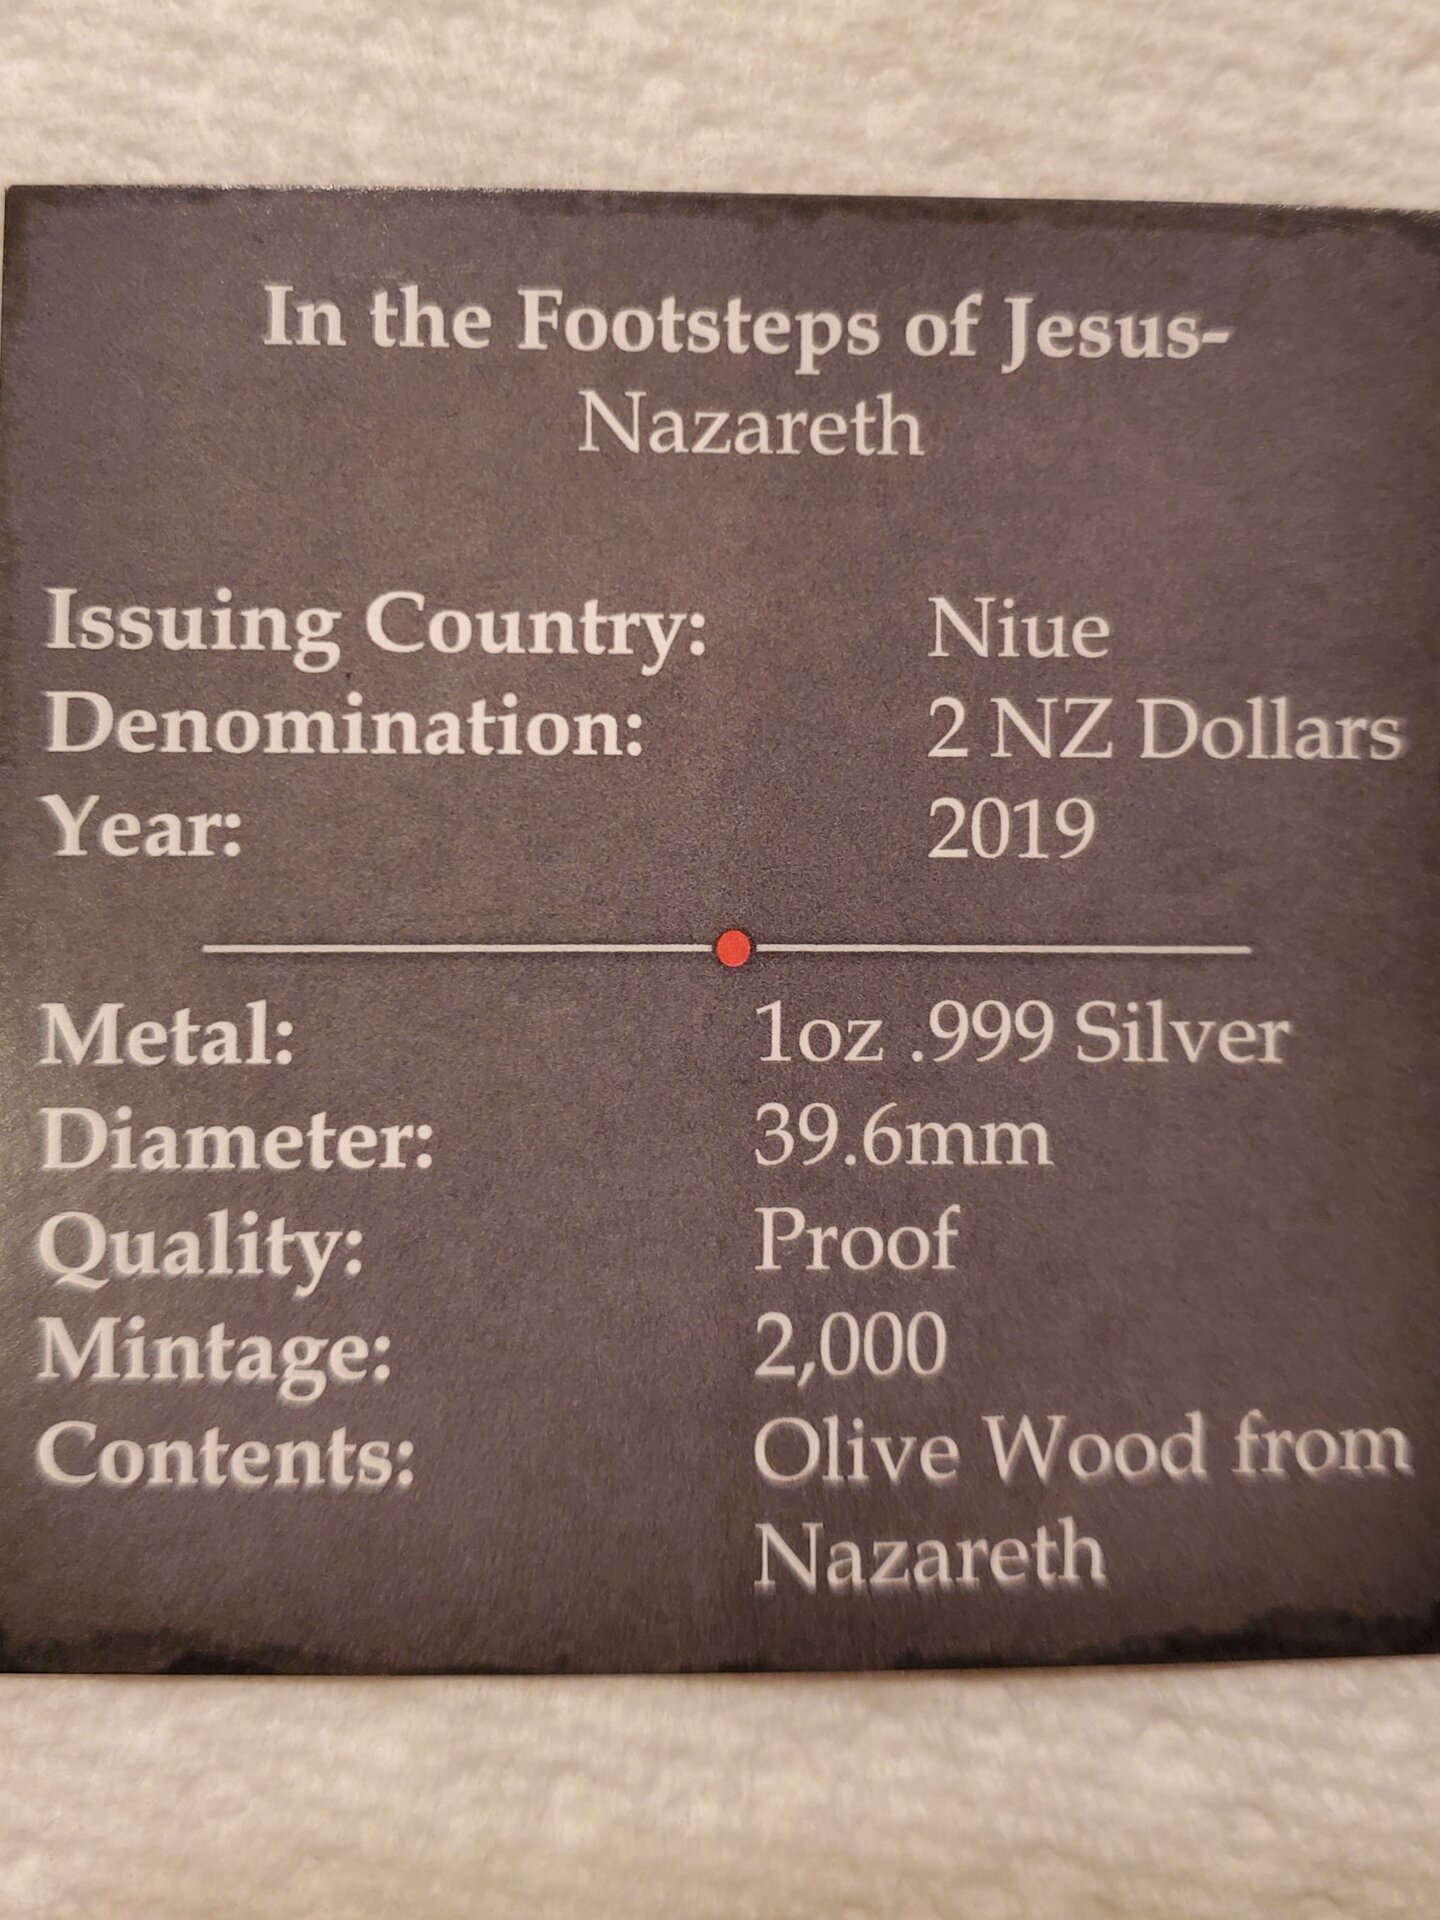 In the Footsteps of Jesus-
Nazareth
Issuing Country: Niue
Denomination: 2 NZ Dollars
Year: 2019
Metal: 1oz .999 Silver
Diameter: 39.6mm
Quality: Proof
Mintage: 2,000
Contents: Olive Wood from
Nazareth